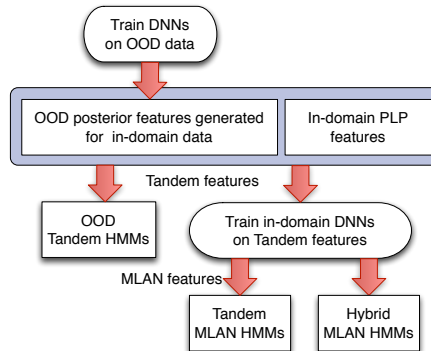 Train DNNs
on OOD data
OOD posterior features generated
for in-domain data
In-domain PLP
features
Tandem features
OOD
Tandem HMMs
Train in-domain DNNs
on Tandem features
MLAN features
Tandem
MLAN HMMs
Hybrid
MLAN HMMs